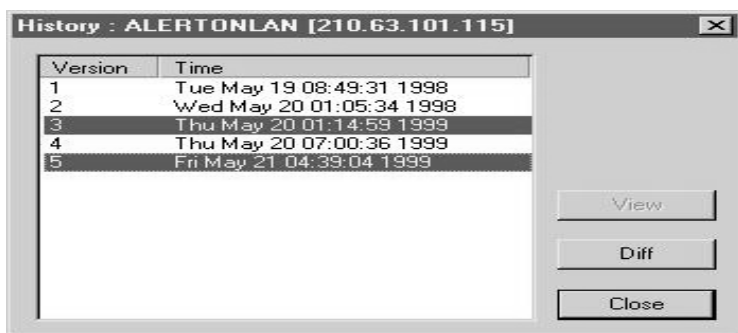 History : ALERTONLAN [210.63.101.115]
Version Time
1 Tue May 19 08:49:31 1998
2 Wed May 20 01:05:34 1998
3 Thu May 20 01:14:59 1999
4 Thu May 20 07:00:36 1999
5 Fri May 21 04:39:04 1999
View
Diff
Close